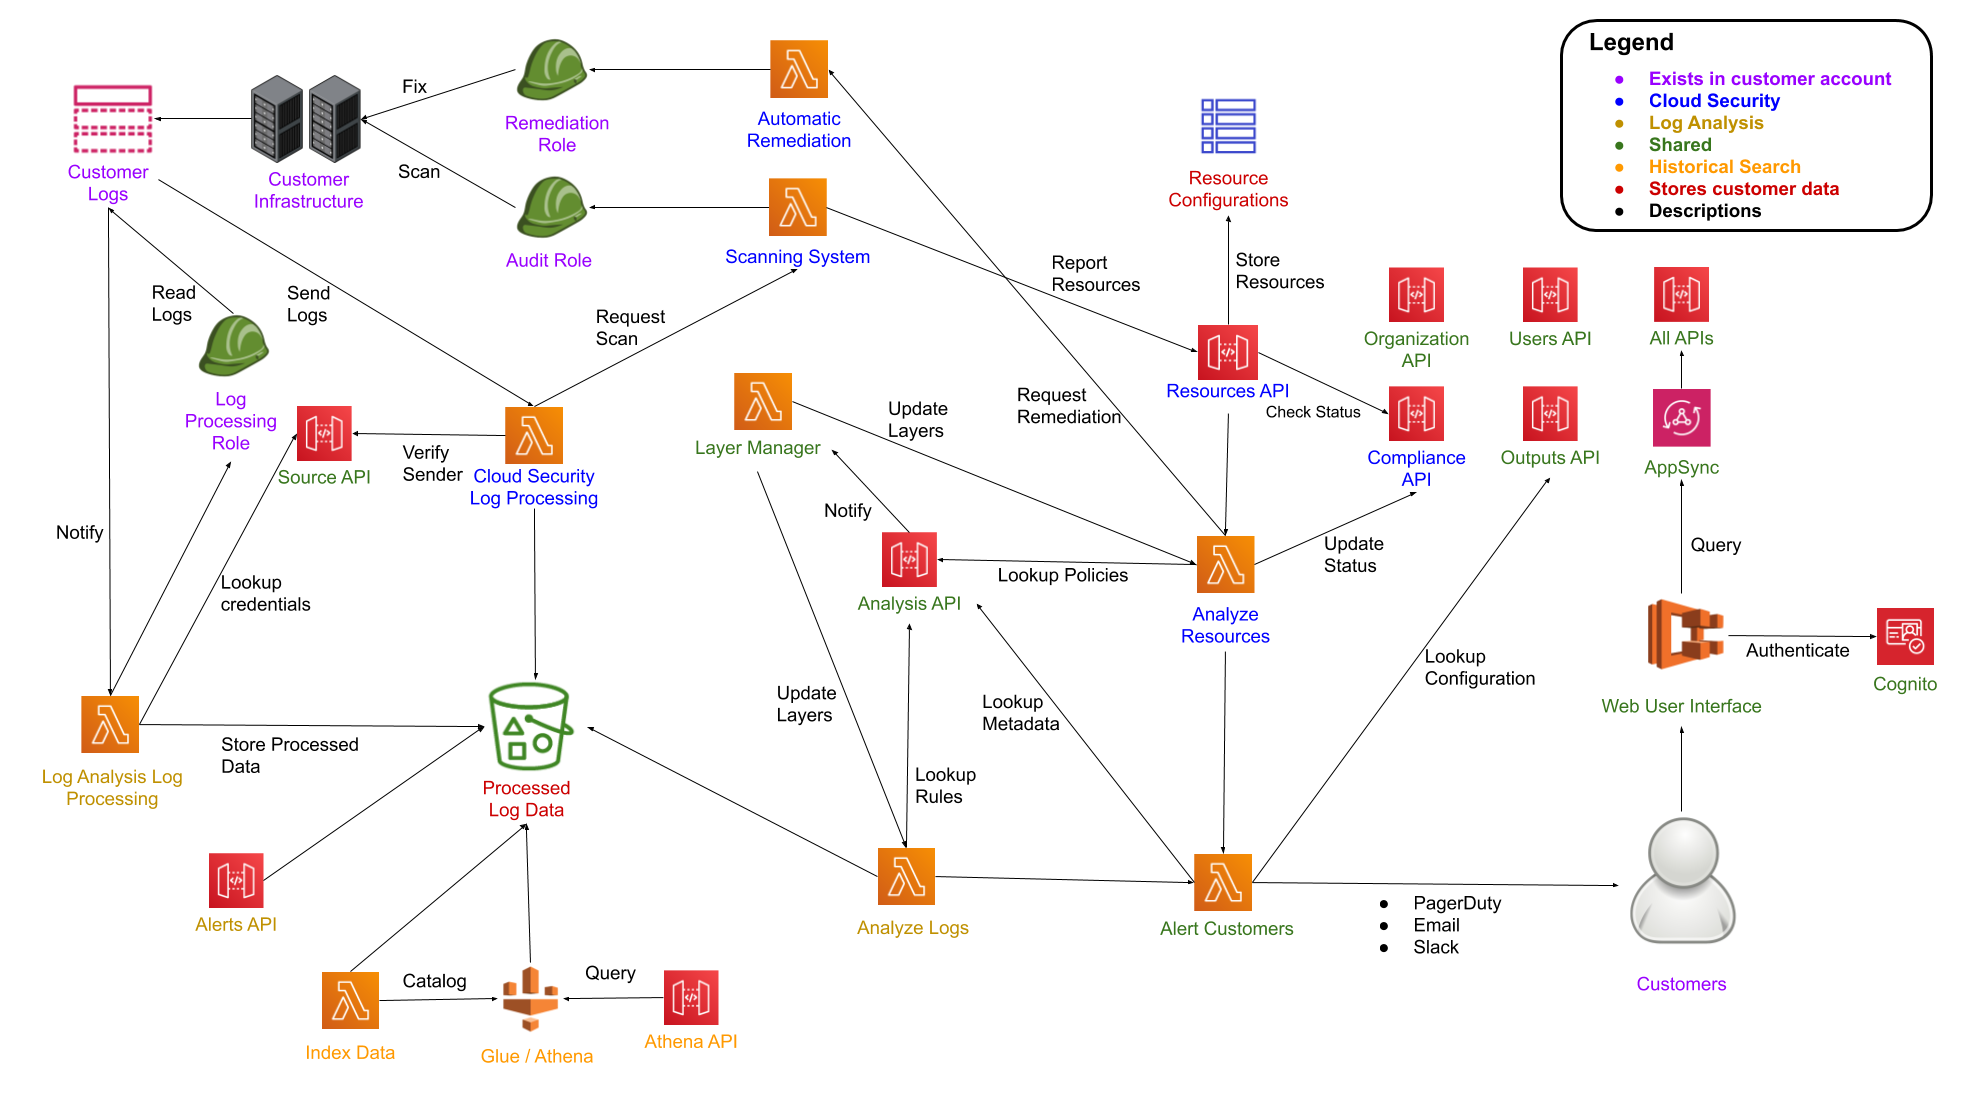 Legend
● Exists in customer account
● Cloud Security
● Log Analysis
● Shared
● Historical Search
● Stores customer data
● Descriptions
Customer
Logs
Customer
Infrastructure
Fix
Scan
Remediation
Role
Audit Role
Automatic
Remediation
Scanning System
Resource
Configurations
Report
Resources
Store
Resources
Organization
API
Users API
All APIs
Read
Logs
Send
Logs
Request
Scan
Log
Processing
Role
Source API
Verify
Sender
Cloud Security
Log Processing
Layer Manager
Update
Layers
Request
Remediation
Resources API
Check Status
Compliance
API
Outputs API
AppSync
Notify
Notify
Analysis API
Lookup Policies
Update
Status
Query
Lookup
credentials
Analyze
Resources
Lookup
Configuration
Authenticate
Cognito
Web User Interface
Update
Layers
Lookup
Metadata
Store Processed
Data
Log Analysis Log
Processing
Processed
Log Data
Lookup
Rules
Alerts API
Analyze Logs
Alert Customers
● PagerDuty
● Email
● Slack
Customers
Catalog
Query
Index Data
Glue / Athena
Athena API